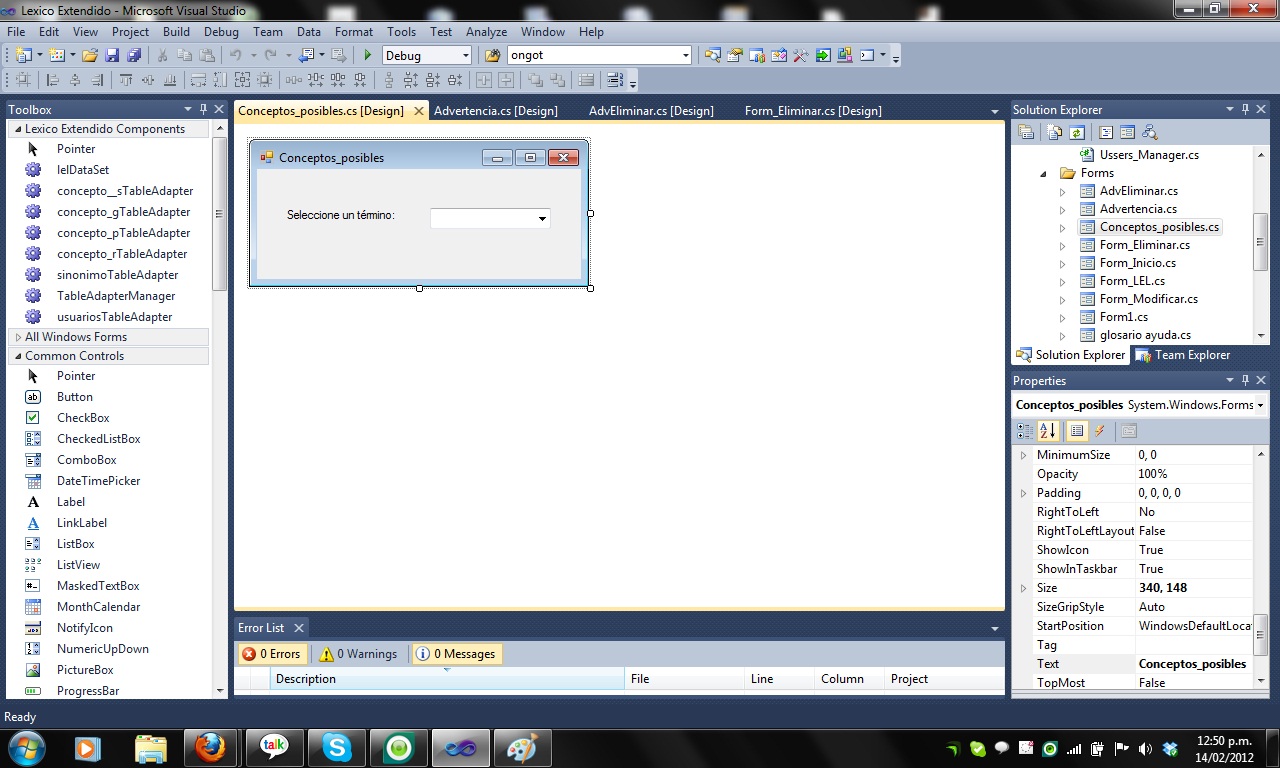 Lexico Extendido - Microsoft Visual Studio
File Edit View Project Build Debug Team Data Format Tools Test Analyze Window Help
Debug ongot
Toolbox
Lexico Extendido Components
Pointer
lelDataSet
concepto__sTableAdapter
concepto_gTableAdapter
concepto_pTableAdapter
concepto_rTableAdapter
sinonimoTableAdapter
TableAdapterManager
usuariosTableAdapter
All Windows Forms
Common Controls
Pointer
Button
CheckBox
CheckedListBox
ComboBox
DateTimePicker
Label
LinkLabel
ListBox
ListView
MaskedTextBox
MonthCalendar
NotifyIcon
NumericUpDown
PictureBox
ProgressBar
Conceptos_posibles.cs [Design] Advertencia.cs [Design] AdvEliminar.cs [Design] Form_Eliminar.cs [Design]
Conceptos_posibles
Seleccione un témino:
Error List
0 Errors 0 Warnings 0 Messages
Description File Line Column Project
Solution Explorer
Ussers_Manager.cs
Forms
AdvEliminar.cs
Advertencia.cs
Conceptos_posibles.cs
Form_Eliminar.cs
Form_Inicio.cs
Form_LEL.cs
Form_Modificar.cs
Form1.cs
glosario ayuda.cs
Solution Explorer Team Explorer
Properties
Conceptos_posibles System.Windows.Forms
MinimumSize 0, 0
Opacity 100%
Padding 0, 0, 0, 0
RightToLeft No
RightToLeftLayout False
ShowIcon True
ShowInTaskbar True
Size 340, 148
SizeGripStyle Auto
StartPosition WindowsDefaultLoca
Tag
Text Conceptos_posibles
TopMost False
Ready
talk
12:50 p.m.
14/02/2012